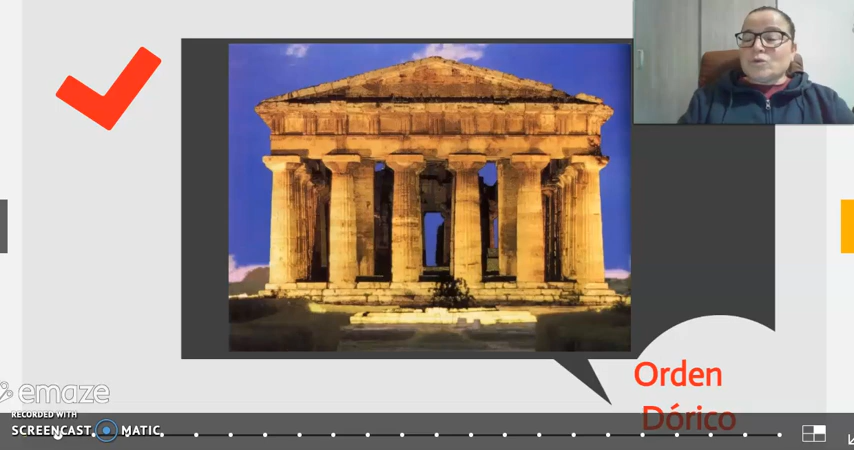 Orden
Dórico
emaze
RECORDED WITH
SCREENCAST MATIC